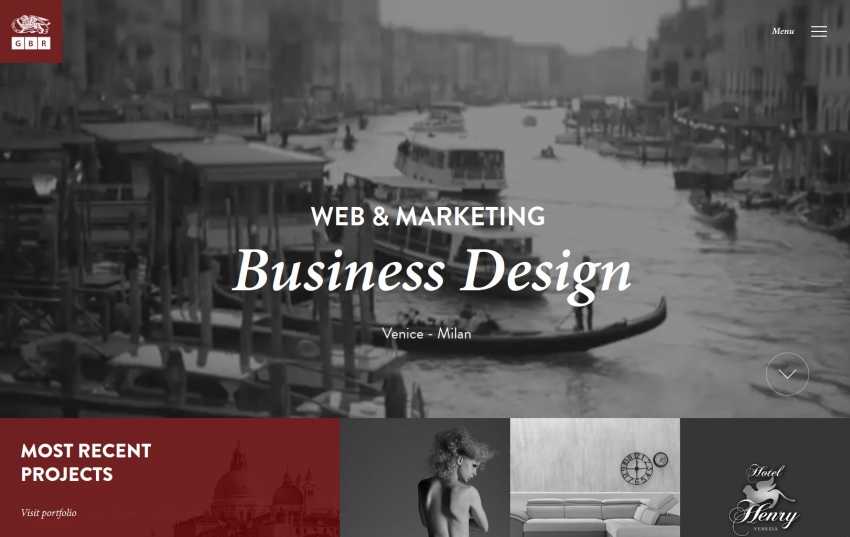 G B R
Menu
WEB & MARKETING
Business Design
Venice - Milan
MOST RECENT
PROJECTS
Visit portfolio
Hotel
Henry
VENEZIA